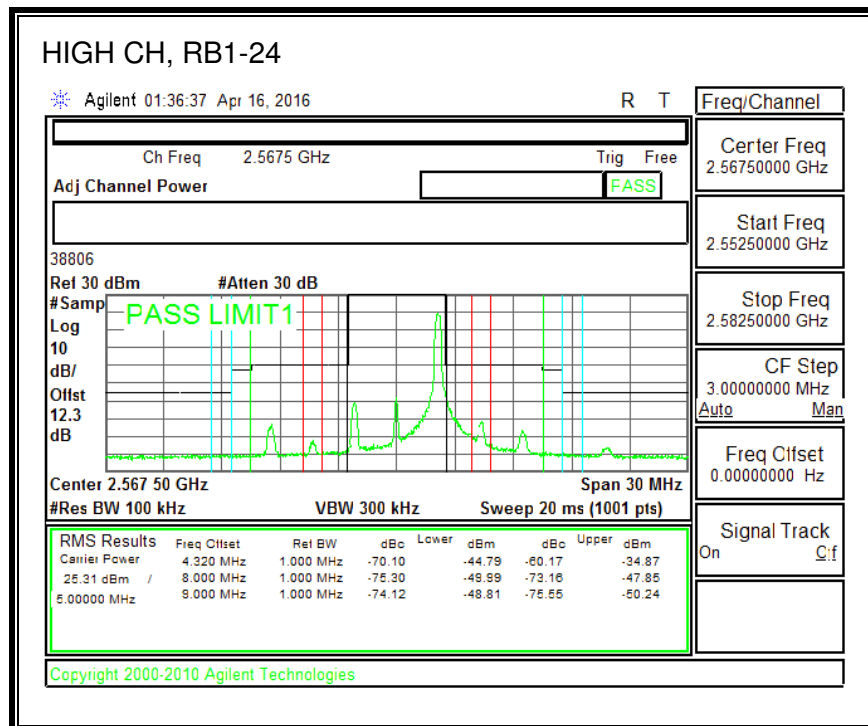 HIGH CH, RB1-24
Agilent 01:36:37 Apr 16, 2016 R T
Freq/Channel
Ch Freq 2.5675 GHz Trig Free
Adj Channel Power PASS
Center Freq
2.56750000 GHz
Start Freq
2.55250000 GHz
Stop Freq
2.58250000 GHz
CF Step
3.00000000 MHz
Auto Man
Freq Offset
0.00000000 Hz
Signal Track
On Off
38806
Ref 30 dBm #Atten 30 dB
#Samp
Log
10
dB/
Offst
12.3
dB
PASS LIMIT1
Center 2.567 50 GHz Span 30 MHz
#Res BW 100 kHz VBW 300 kHz Sweep 20 ms (1001 pts)
RMS Results Freq Offset Ref BW dBc Lower dBm dBc Upper dBm
Carrier Power 4.320 MHz 1.000 MHz -70.10 -44.79 -60.17 -34.87
25.31 dBm / 8.000 MHz 1.000 MHz -75.30 -49.99 -73.16 -47.85
5.00000 MHz 9.000 MHz 1.000 MHz -74.12 -48.81 -75.55 -50.24
Copyright 2000-2010 Agilent Technologies